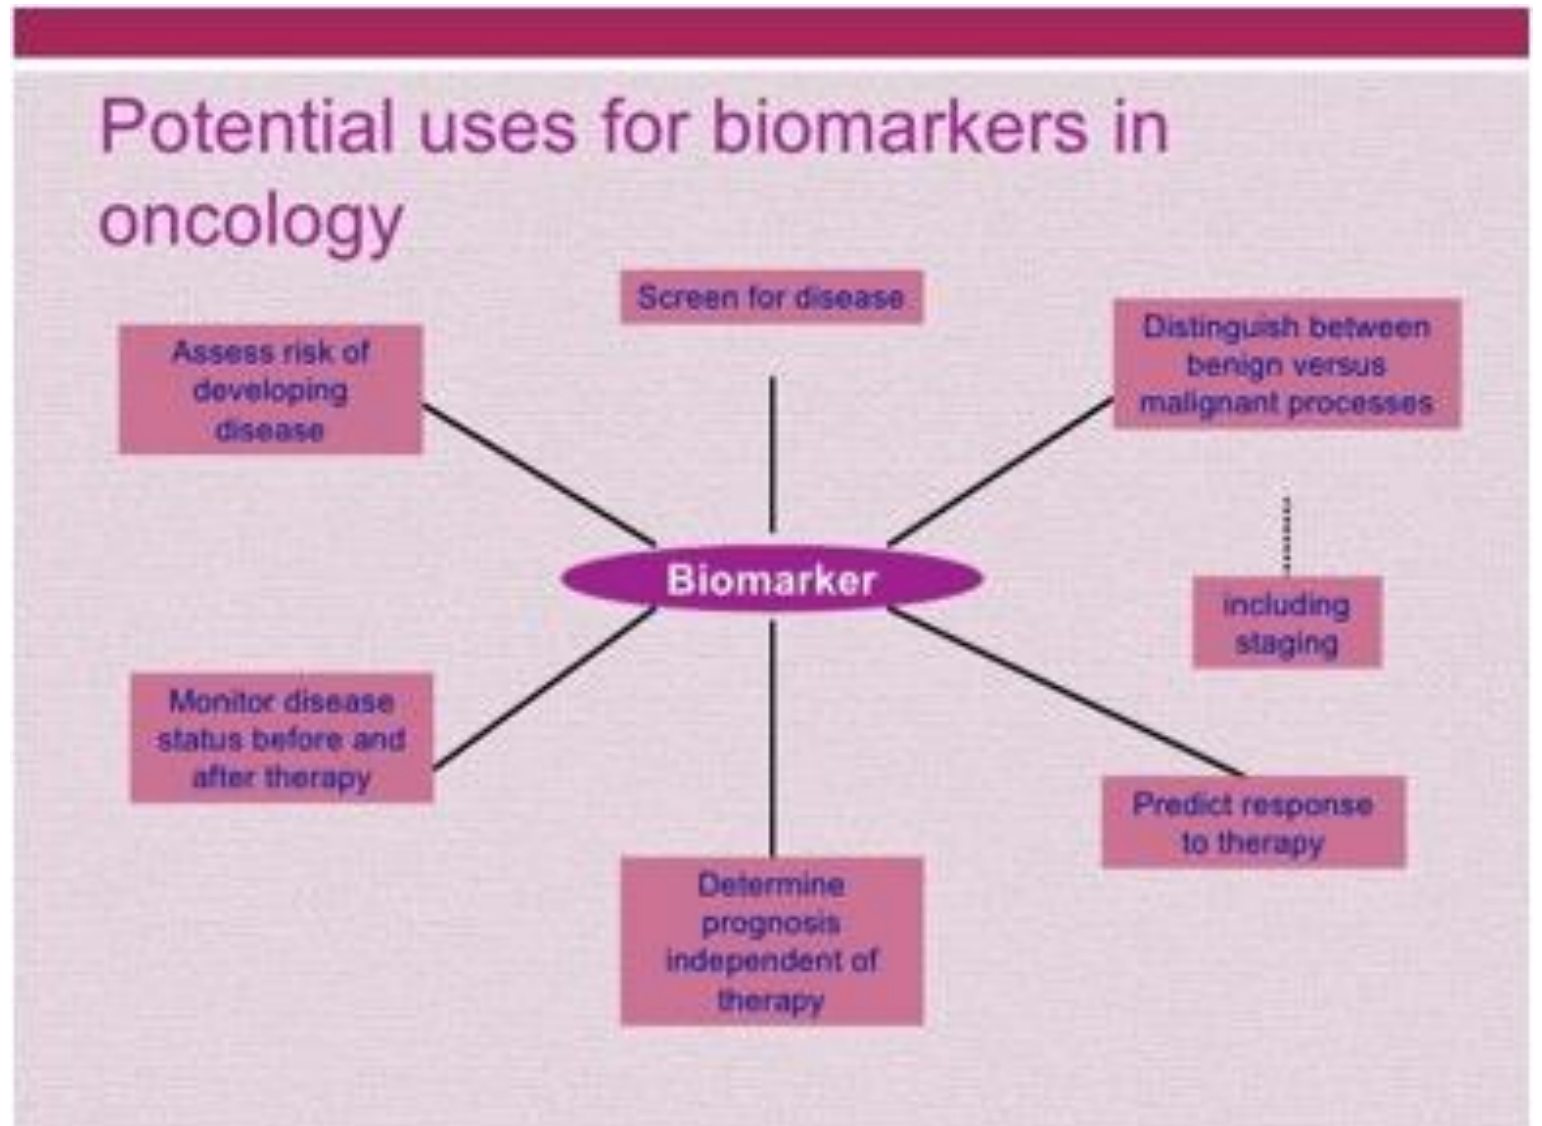 Potential uses for biomarkers in
oncology
Screen for disease
Assess risk of
developing
disease
Distinguish between
benign versus
malignant processes
Biomarker
including
staging
Monitor disease
status before and
after therapy
Predict response
to therapy
Determine
prognosis
independent of
therapy